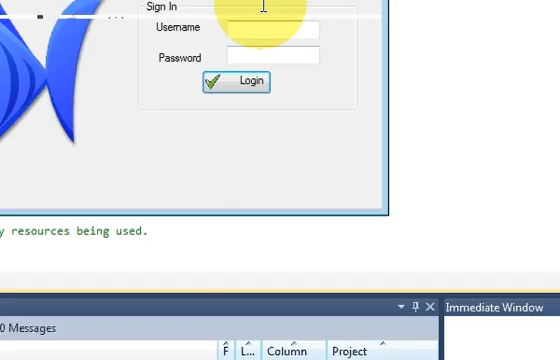 Sign In
Username
Password
Login
y resources being used.
Immediate Window
0 Messages
F L... Column Project